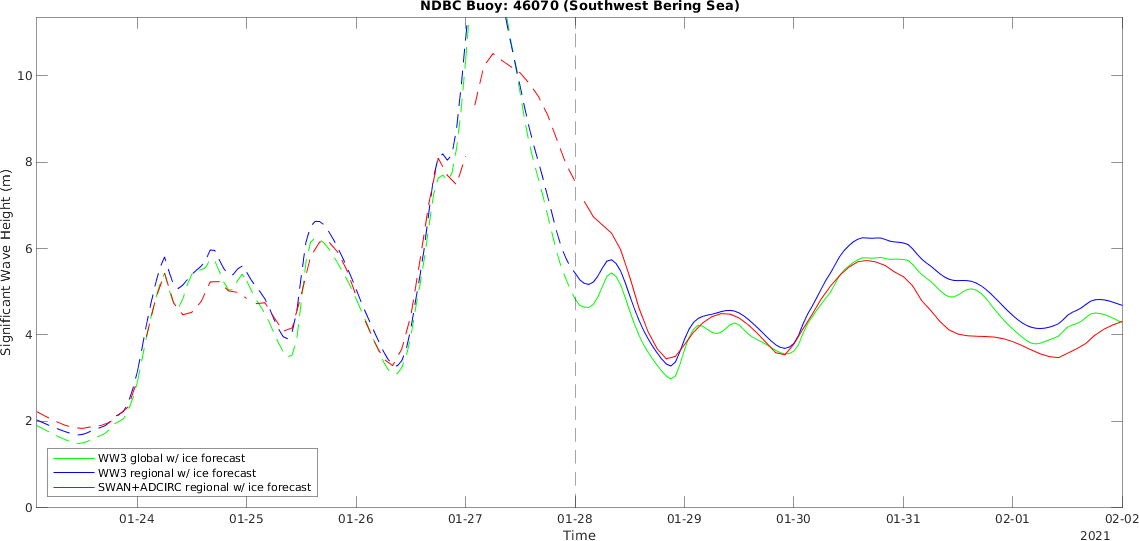 NDBC Buoy: 46070 (Southwest Bering Sea)
Significant Wave Height (m)
10
8
6
4
2
0
WW3 global w/ ice forecast
WW3 regional w/ ice forecast
SWAN+ADCIRC regional w/ ice forecast
01-24 01-25 01-26 01-27 01-28 01-29 01-30 01-31 02-01 02-02
Time
2021